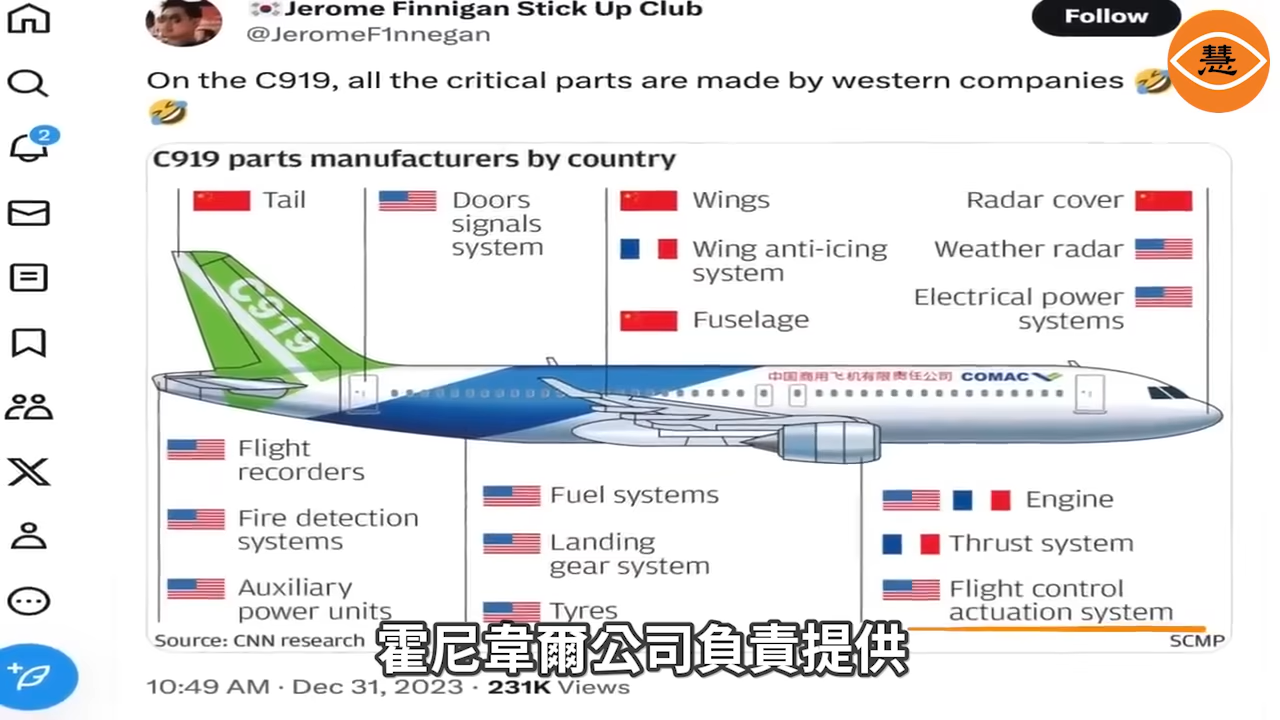 Jerome Finnigan Stick Up Club
@JeromeF1nnegan
Follow
慧
On the C919, all the critical parts are made by western companies
C919 parts manufacturers by country
Tail
Doors
signals
system
Wings
Wing anti-icing
system
Fuselage
Radar cover
Weather radar
Electrical power
systems
C919
中国商用飞机有限责任公司 COMAC
Flight
recorders
Fire detection
systems
Auxiliary
power units
Fuel systems
Landing
gear system
Tyres
Engine
Thrust system
Flight control
actuation system
Source: CNN research
SCMP
霍尼韋爾公司負責提供
10:49 AM · Dec 31, 2023 · 231K Views
2